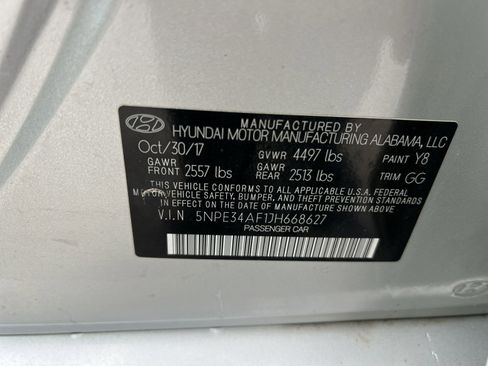 MANUFACTURED BY
HYUNDAI MOTOR MANUFACTURING ALABAMA, LLC
Oct/30/17 GVWR 4497 lbs PAINT Y8
GAWR FRONT 2557 lbs GAWR REAR 2513 lbs TRIM GG
THIS VEHICLE CONFORMS TO ALL APPLICABLE U.S.A. FEDERAL
MOTOR VEHICLE SAFETY, BUMPER, AND THEFT PREVENTION
STANDARDS IN EFFECT ON THE DATE OF MANUFACTURE SHOWN ABOVE.
V.I.N 5NPE34AF1JH668627
PASSENGER CAR